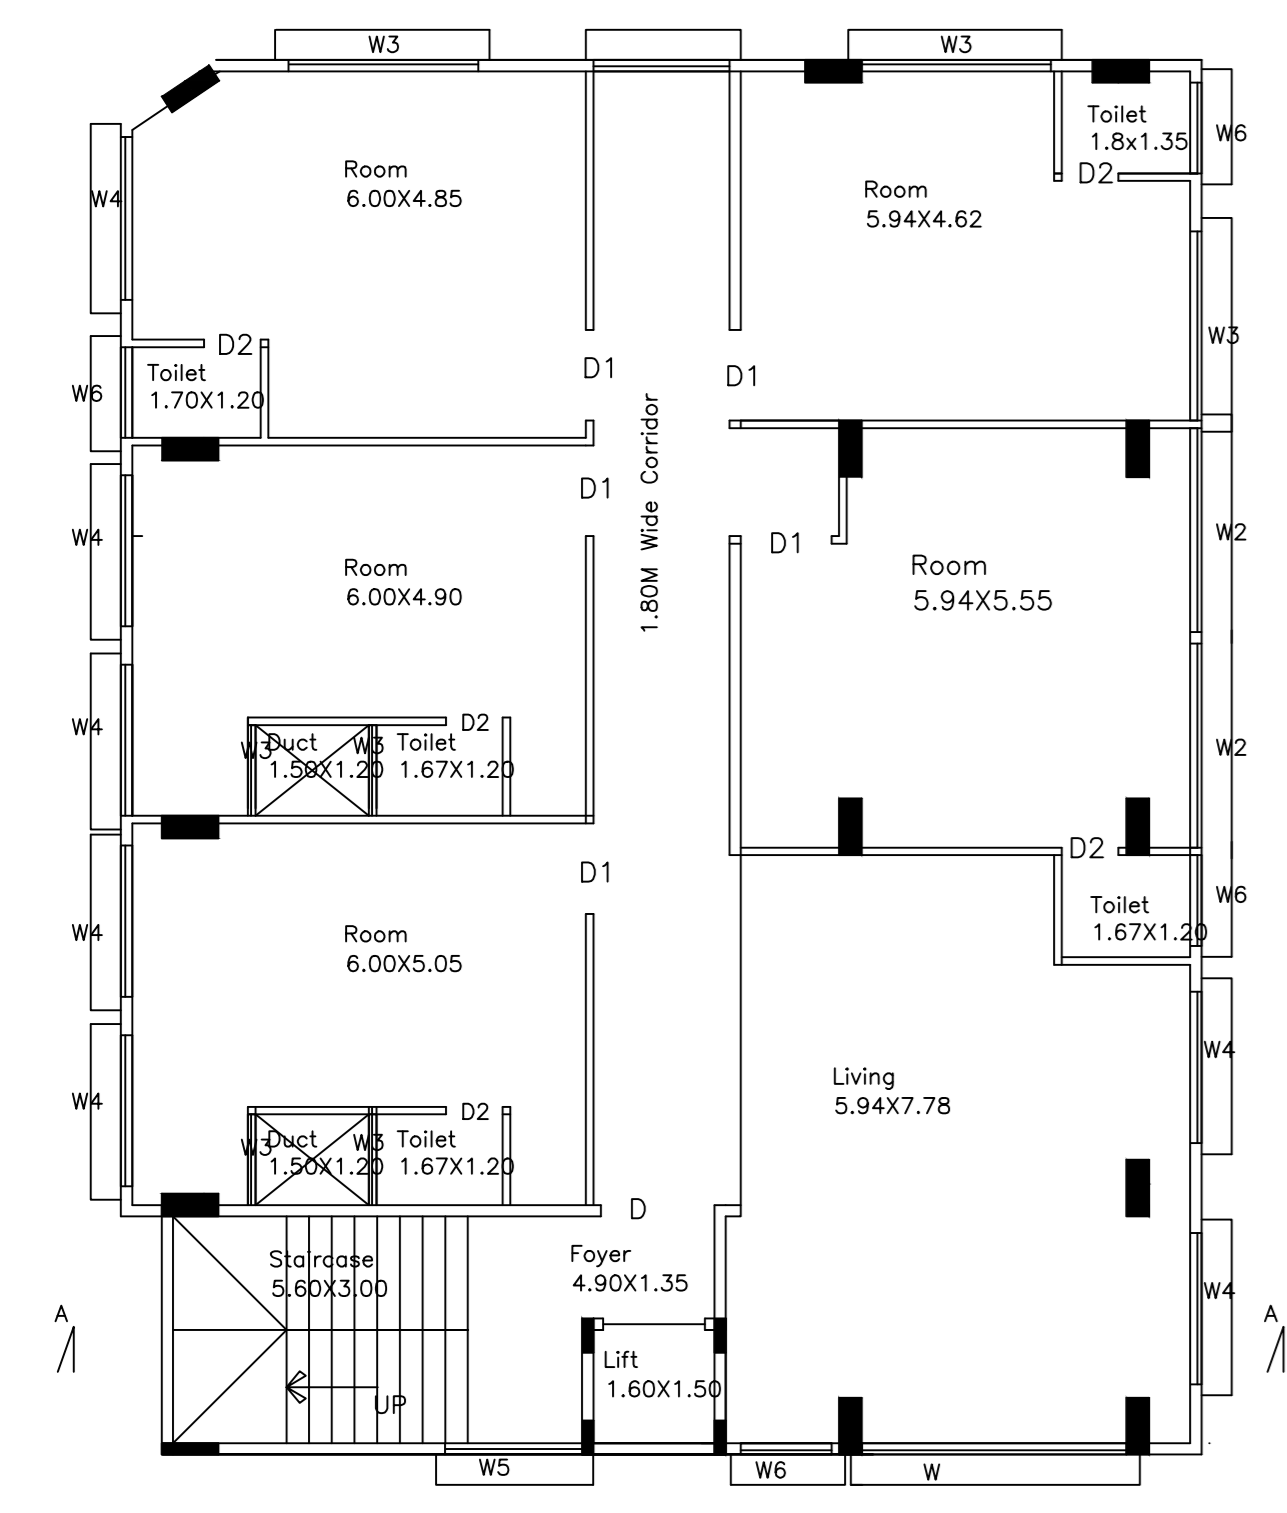 W3
W3
Toilet
1.8x1.35
W6
D2
Room
6.00X4.85
W4
Room
5.94X4.62
W3
D2
Toilet
1.70X1.20
W6
D1
D1
1.80M Wide Corridor
D1
W4
W2
D1
Room
6.00X4.90
Room
5.94X5.55
W4
D2
W3
Duct
1.50X1.20
W3
Toilet
1.67X1.20
W2
D2
D1
W6
Toilet
1.67X1.20
W4
Room
6.00X5.05
W4
Living
5.94X7.78
W4
D2
W3
Duct
1.50X1.20
W3
Toilet
1.67X1.20
D
Staircase
5.60X3.00
Foyer
4.90X1.35
W4
A
A
Lift
1.60X1.50
UP
W5
W6
W